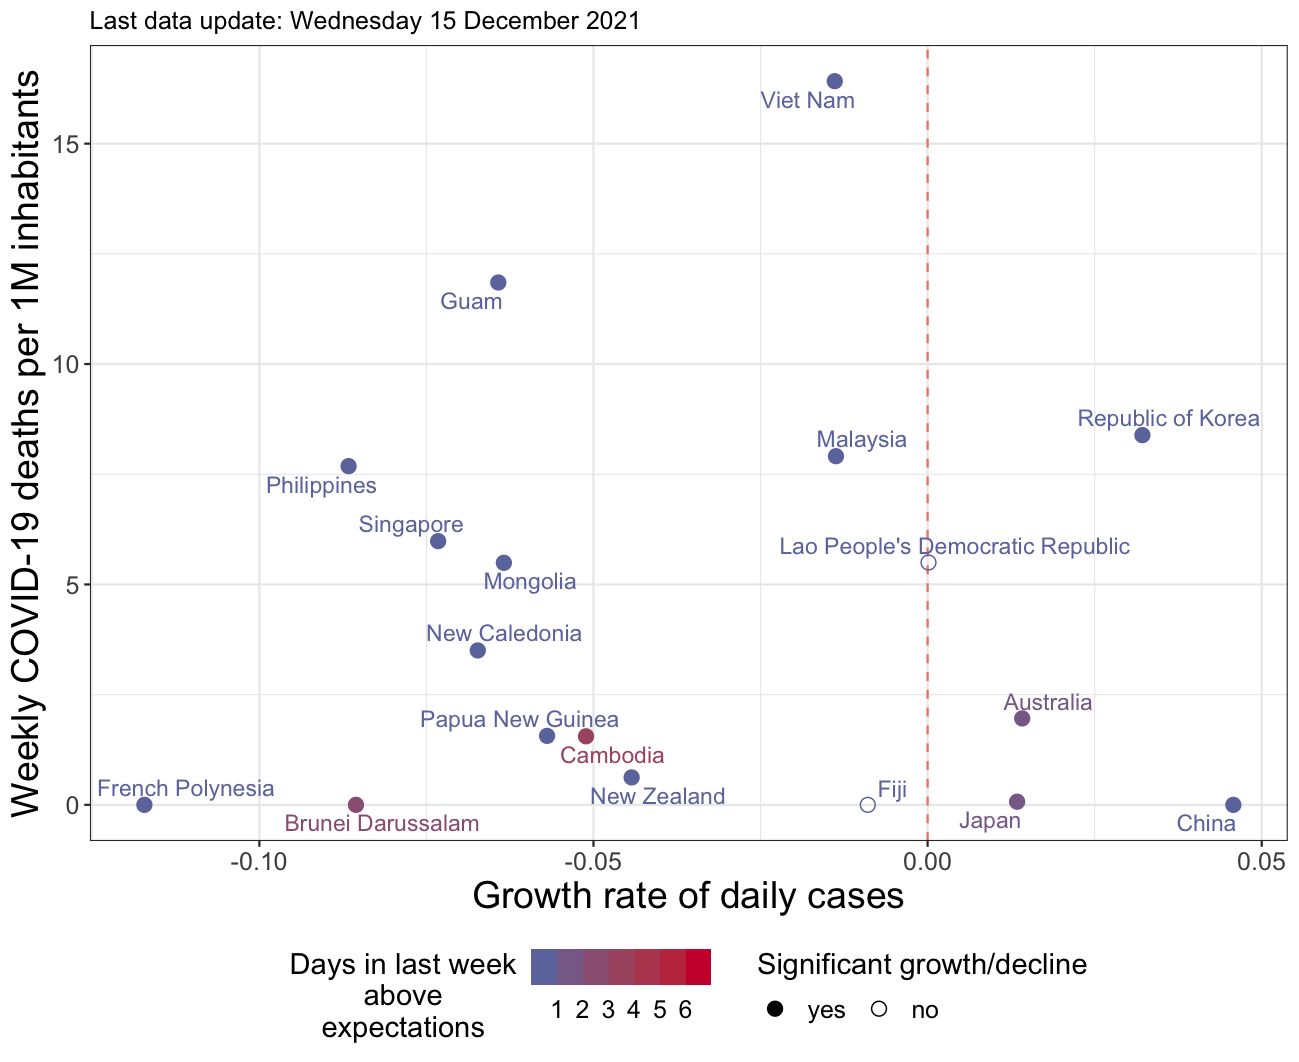 Last data update: Wednesday 15 December 2021
Weekly COVID-19 deaths per 1M inhabitants
15
10
5
0
Viet Nam
Guam
Republic of Korea
Malaysia
Philippines
Singapore
Lao People's Democratic Republic
Mongolia
New Caledonia
Australia
Papua New Guinea
Cambodia
French Polynesia
New Zealand
Fiji
Brunei Darussalam
Japan
China
-0.10 -0.05 0.00 0.05
Growth rate of daily cases
Days in last week
above
expectations
1 2 3 4 5 6
Significant growth/decline
yes no